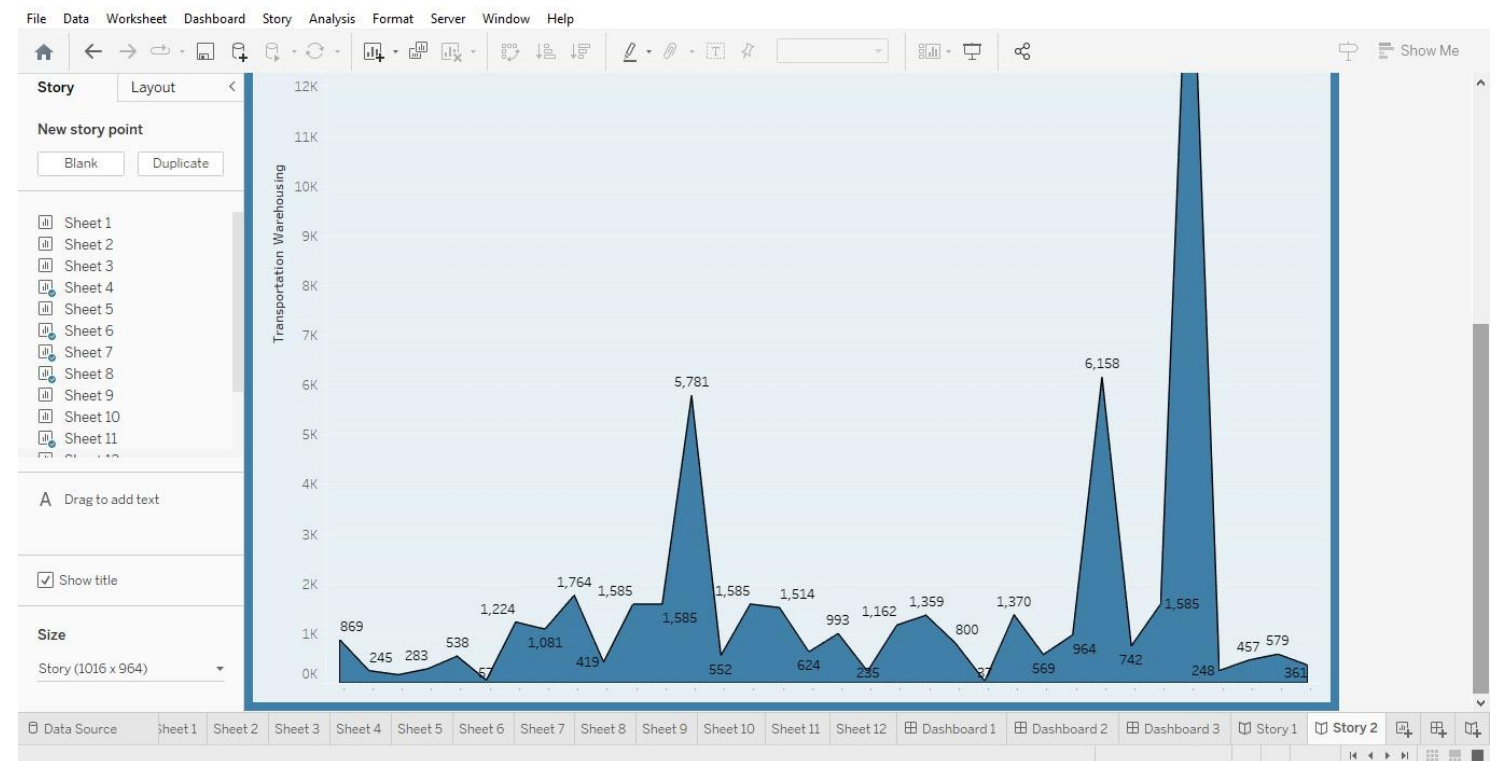 File Data Worksheet Dashboard Story Analysis Format Server Window Help
Show Me
Story Layout
New story point
Blank Duplicate
Sheet 1
Sheet 2
Sheet 3
Sheet 4
Sheet 5
Sheet 6
Sheet 7
Sheet 8
Sheet 9
Sheet 10
Sheet 11
A Drag to add text
Show title
Size
Story (1016 x 964)
Transportation Warehousing
12K
11K
10K
9K
8K
7K
6K
5K
4K
3K
2K
1K
0K
6,158
5,781
1,764 1,585 1,585 1,514
1,224 993 1,162 1,359 1,370
869 538 1,081 1,585 800 1,585
245 283 419 552 624 235 569 964 742 248 457 579 361
57 37
Data Source Sheet 1 Sheet 2 Sheet 3 Sheet 4 Sheet 5 Sheet 6 Sheet 7 Sheet 8 Sheet 9 Sheet 10 Sheet 11 Sheet 12 Dashboard 1 Dashboard 2 Dashboard 3 Story 1 Story 2